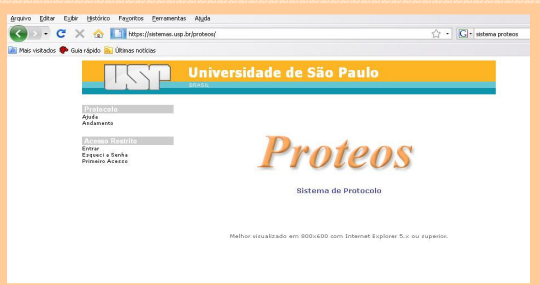 Arquivo Editar Exibir Histórico Favoritos Ferramentas Ajuda
https://sistemas.usp.br/proteos/
sistema proteos
Mais visitados Guia rápido Últimas notícias
USP
Universidade de São Paulo
BRASIL
Protocolo
Ajuda
Andamento
Acesso Restrito
Entrar
Esqueci a Senha
Primeiro Acesso
Proteos
Sistema de Protocolo
Melhor visualizado em 800x600 com Internet Explorer 5.x ou superior.